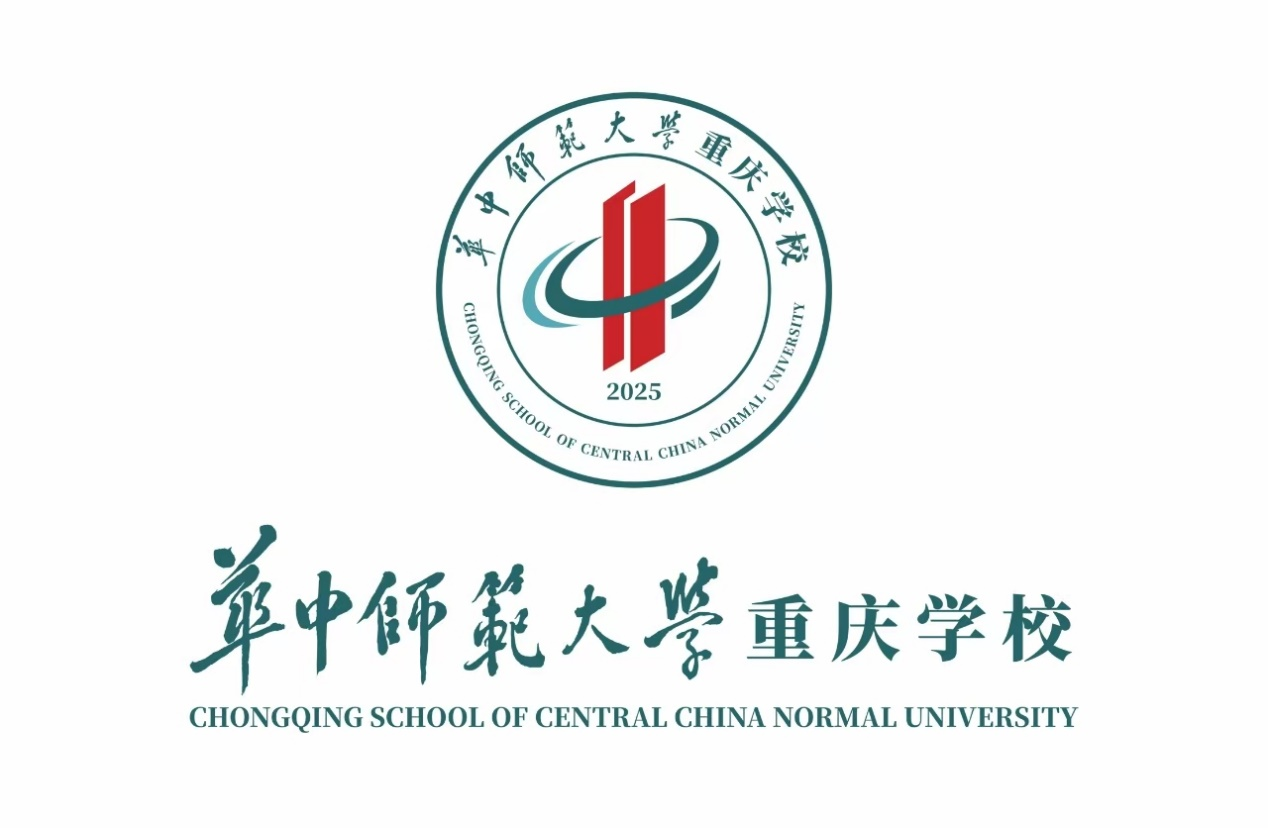 華中師範大學重庆学校
2025
CHONGQING SCHOOL OF CENTRAL CHINA NORMAL UNIVERSITY
華中師範大學重庆学校
CHONGQING SCHOOL OF CENTRAL CHINA NORMAL UNIVERSITY